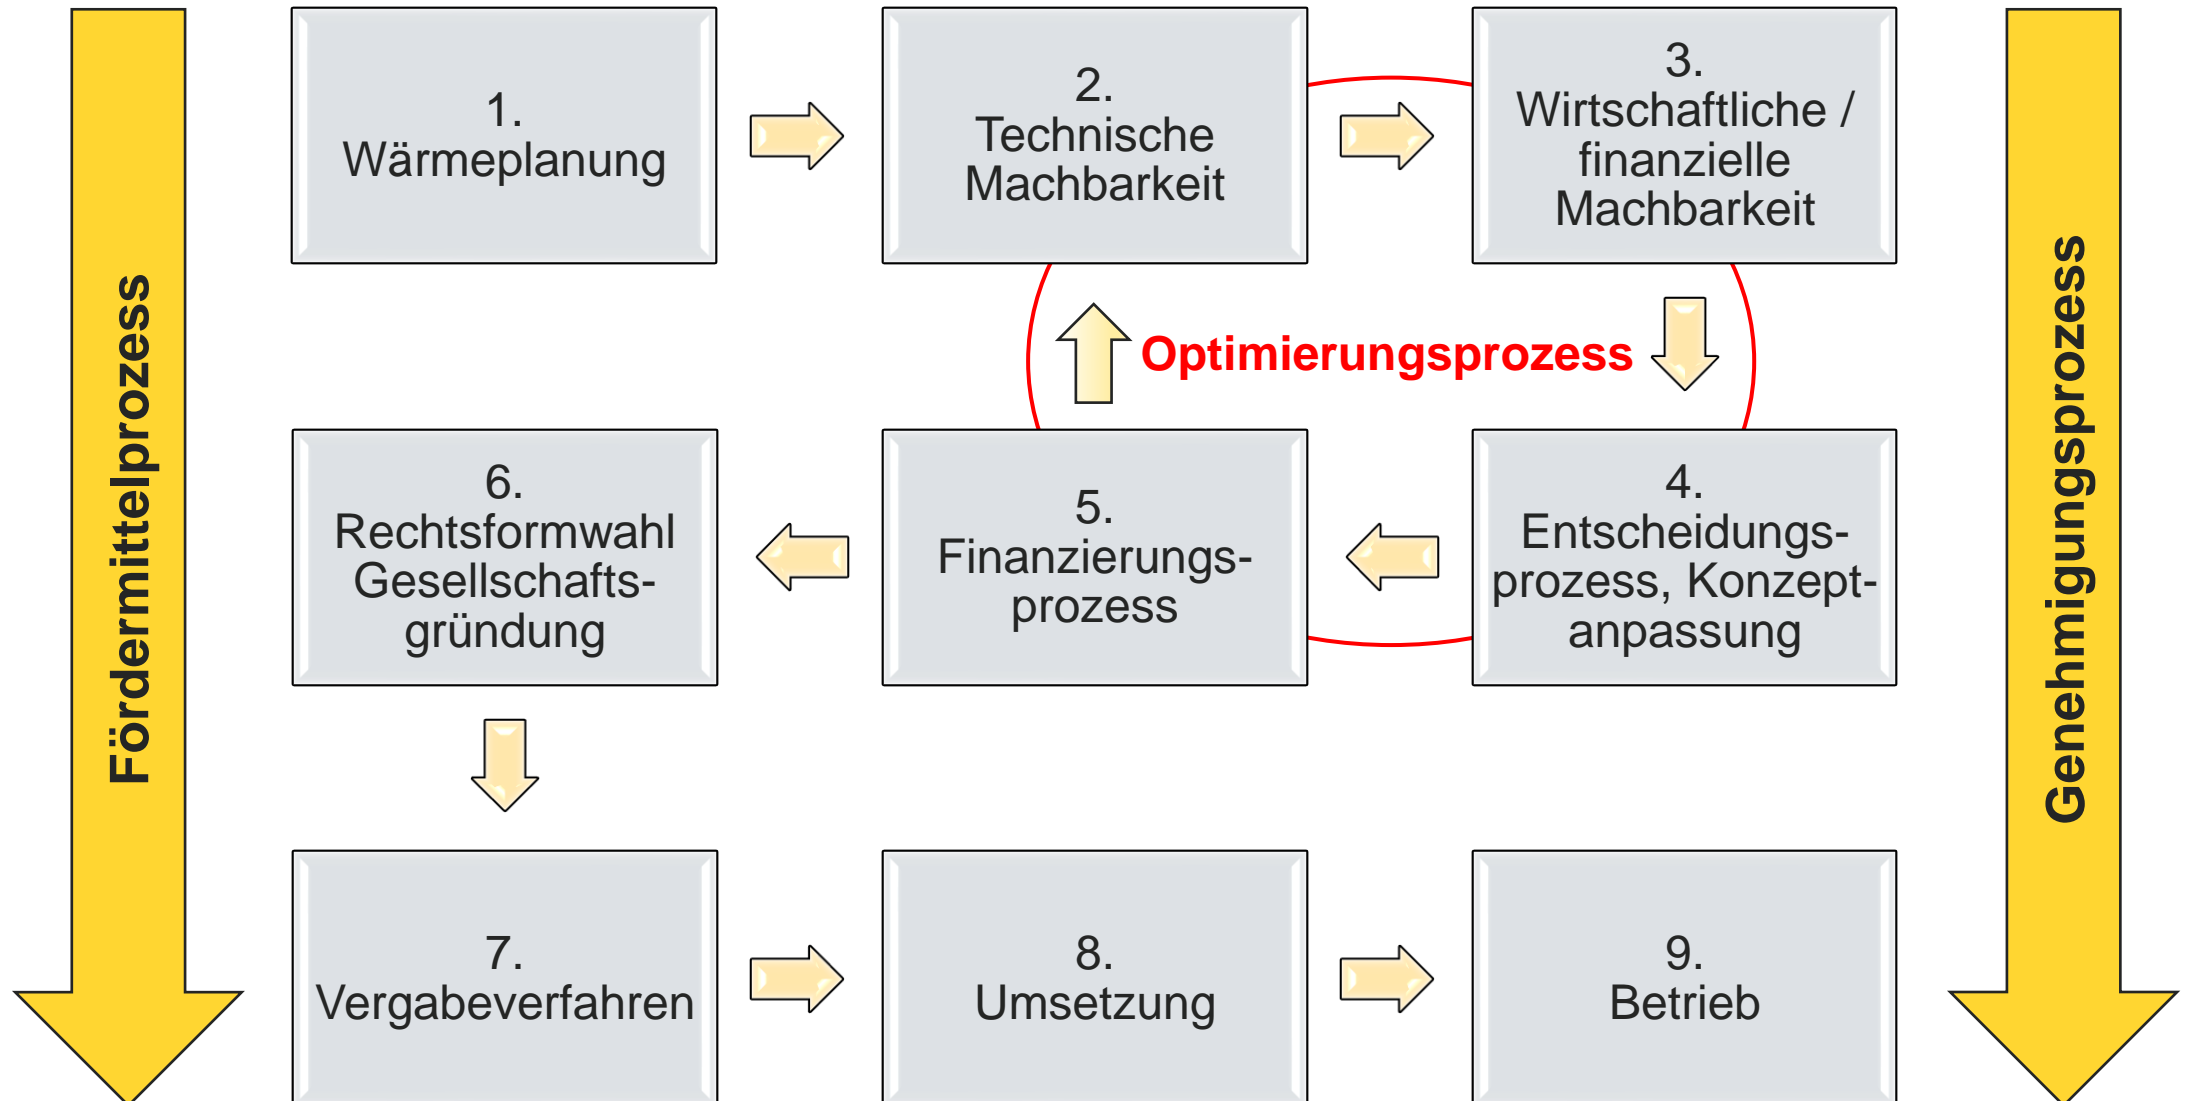 Fördermittelprozess
1.
Wärmeplanung
2.
Technische
Machbarkeit
3.
Wirtschaftliche /
finanzielle
Machbarkeit
Optimierungsprozess
6.
Rechtsformwahl
Gesellschafts-
gründung
5.
Finanzierungs-
prozess
4.
Entscheidungs-
prozess, Konzept-
anpassung
7.
Vergabeverfahren
8.
Umsetzung
9.
Betrieb
Genehmigungsprozess